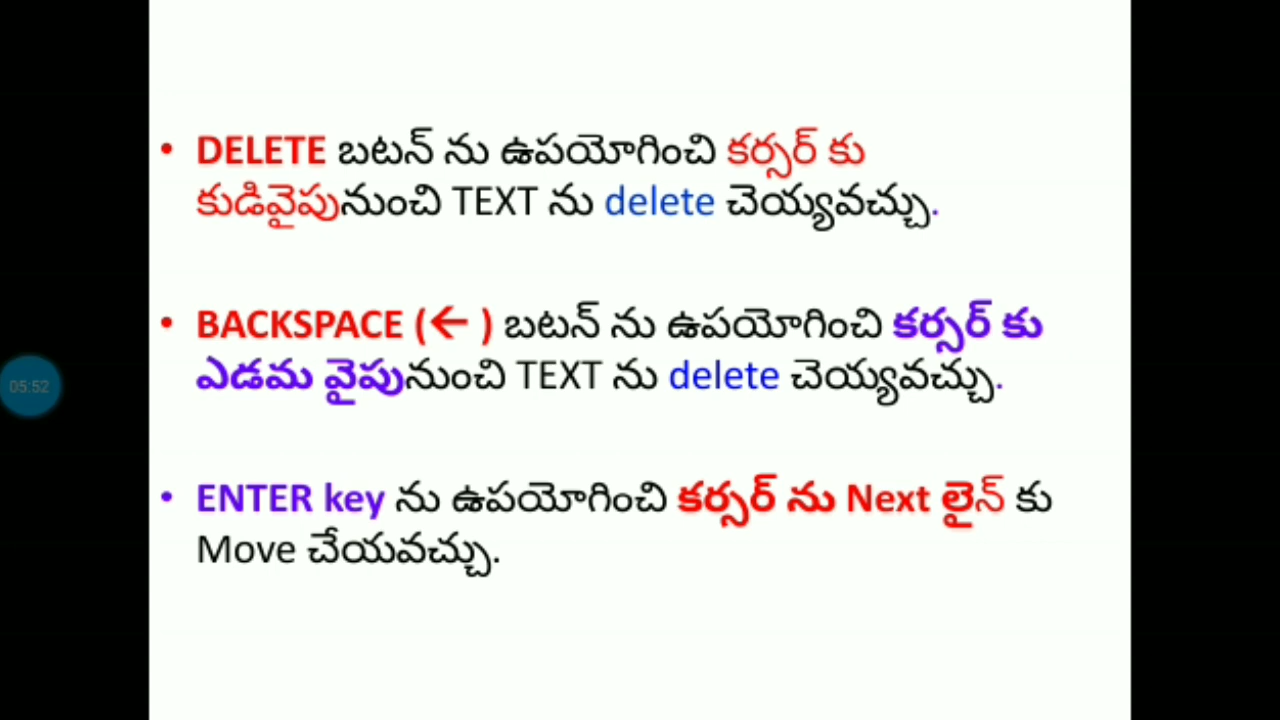 • DELETE బటన్ ను ఉపయోగించి కర్సర్ కు
కుడివైపునుంచి TEXT ను delete చెయ్యవచ్చు.
• BACKSPACE (← ) బటన్ ను ఉపయోగించి కర్సర్ కు
ఎడమ వైపునుంచి TEXT ను delete చెయ్యవచ్చు.
05:52
• ENTER key ను ఉపయోగించి కర్సర్ ను Next లైన్ కు
Move చేయవచ్చు.